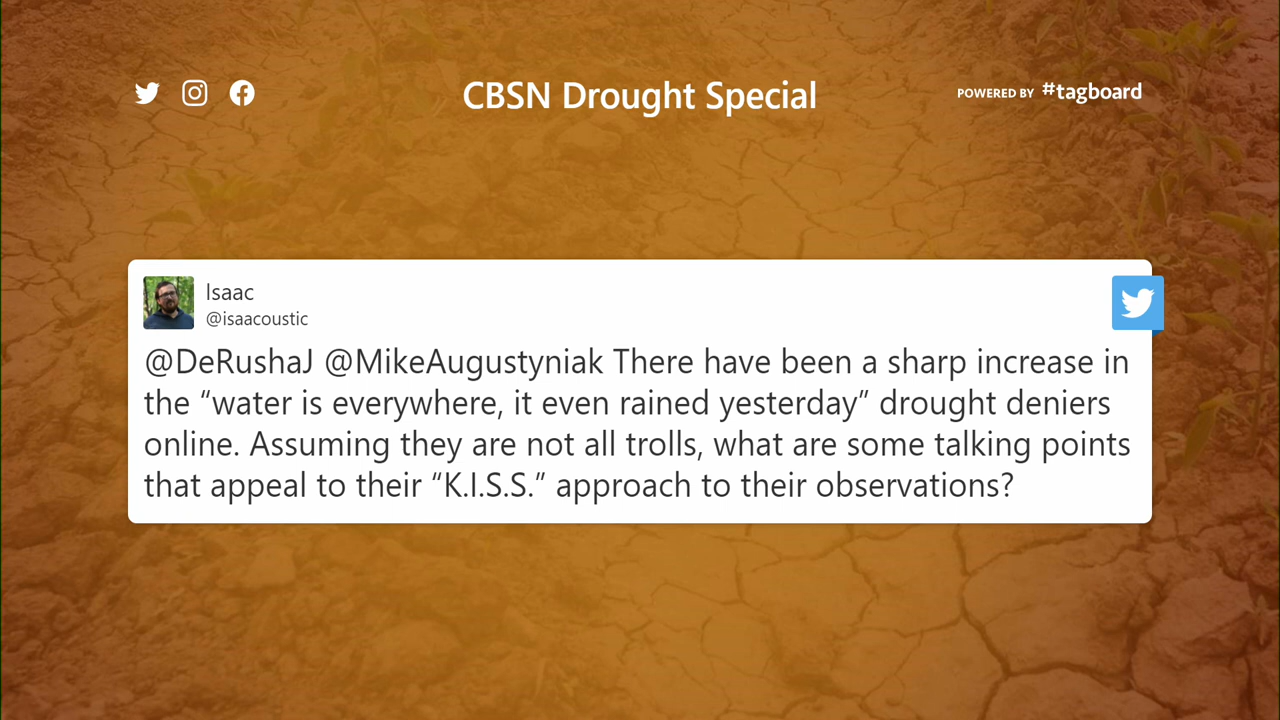 CBSN Drought Special
POWERED BY #tagboard
Isaac
@isaacoustic
@DeRushaJ @MikeAugustyniak There have been a sharp increase in
the “water is everywhere, it even rained yesterday” drought deniers
online. Assuming they are not all trolls, what are some talking points
that appeal to their “K.I.S.S.” approach to their observations?